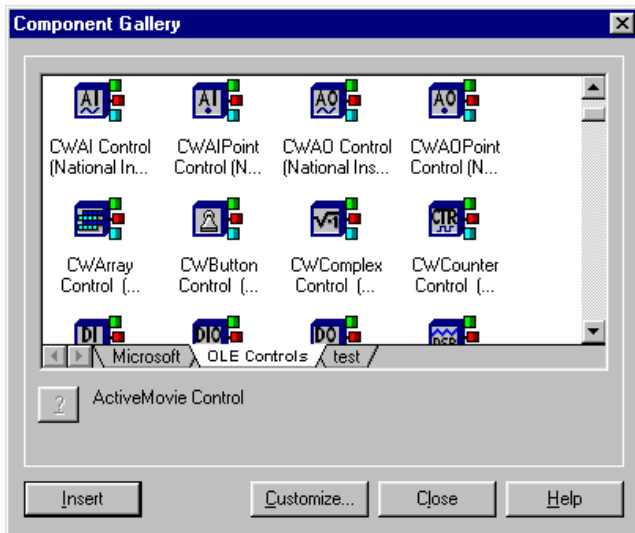 Component Gallery
AI AI AO AO
CWAI Control CWAIPoint CWAO Control CWAOPoint
(National In... Control (N... (National Ins... Control (N...
√-1 CTR
CWArray CWButton CWComplex CWCounter
Control (... Control (... Control (... Control (...
DI DIO DO DSP
Microsoft OLE Controls test
? ActiveMovie Control
Insert Customize... Close Help